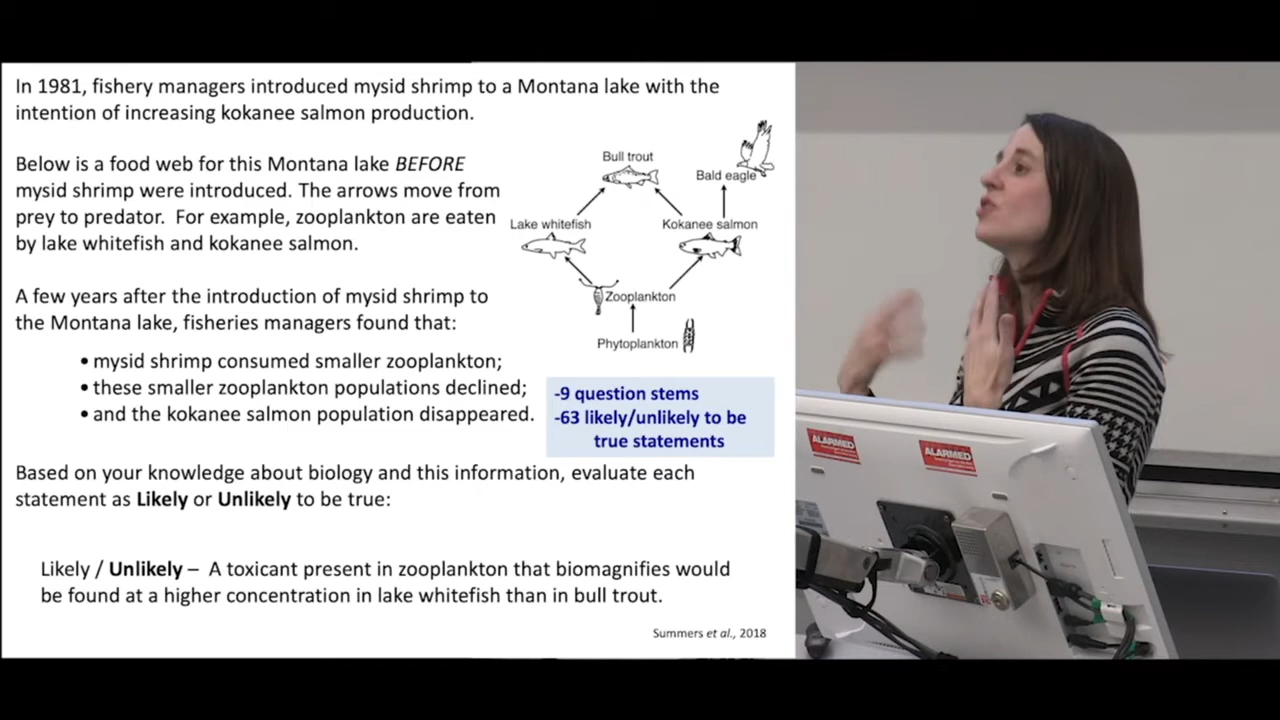 In 1981, fishery managers introduced mysid shrimp to a Montana lake with the
intention of increasing kokanee salmon production.
Below is a food web for this Montana lake BEFORE
mysid shrimp were introduced. The arrows move from
prey to predator. For example, zooplankton are eaten
by lake whitefish and kokanee salmon.
Bull trout
Bald eagle
Lake whitefish
Kokanee salmon
Zooplankton
Phytoplankton
A few years after the introduction of mysid shrimp to
the Montana lake, fisheries managers found that:
• mysid shrimp consumed smaller zooplankton;
• these smaller zooplankton populations declined;
• and the kokanee salmon population disappeared.
-9 question stems
-63 likely/unlikely to be
true statements
Based on your knowledge about biology and this information, evaluate each
statement as Likely or Unlikely to be true:
Likely / Unlikely – A toxicant present in zooplankton that biomagnifies would
be found at a higher concentration in lake whitefish than in bull trout.
Summers et al., 2018
ALARMED
ALARMED